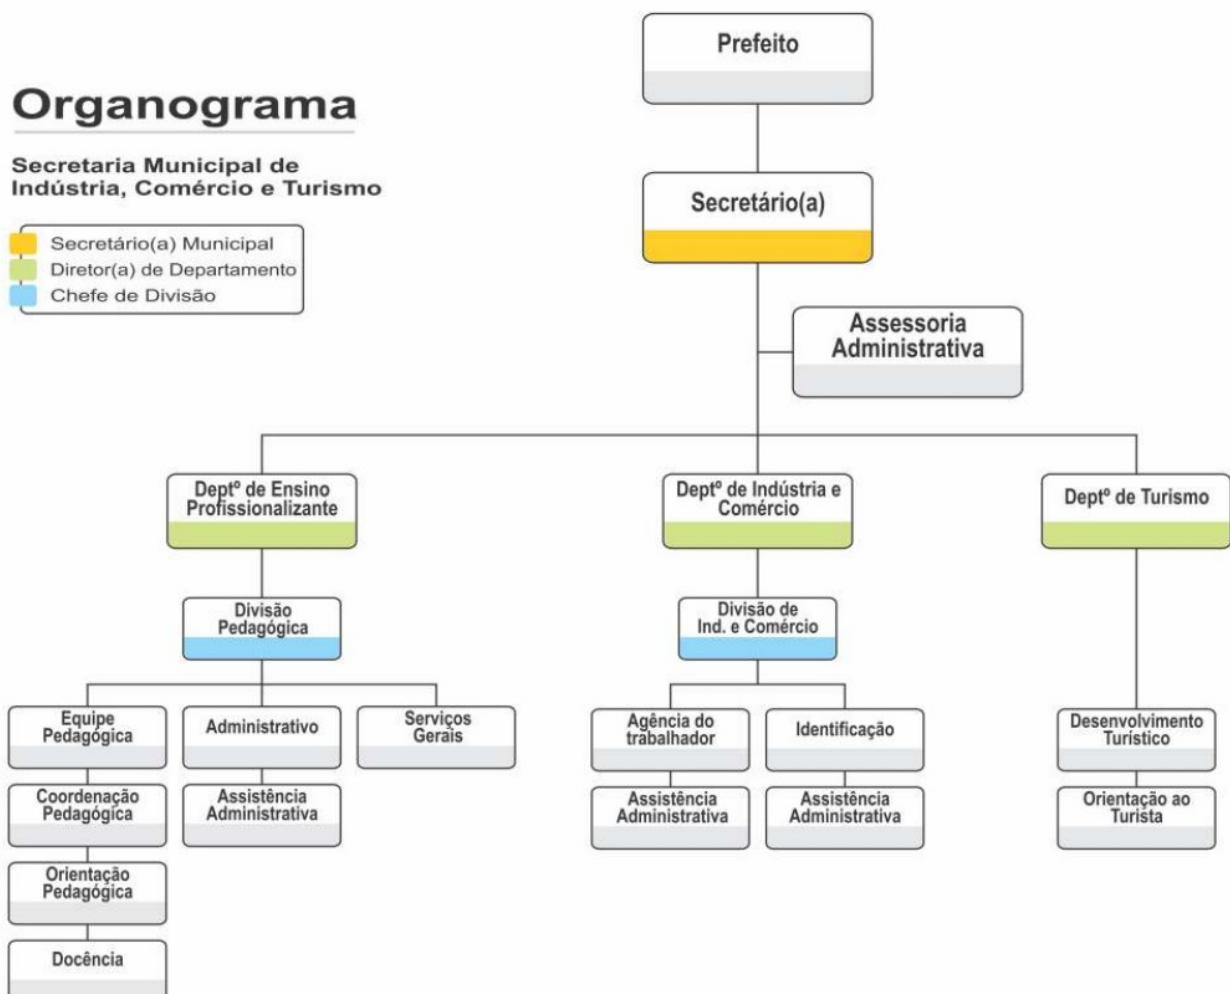 Organograma
Secretaria Municipal de
Indústria, Comércio e Turismo
Secretário(a) Municipal
Diretor(a) de Departamento
Chefe de Divisão
Prefeito
Secretário(a)
Assessoria
Administrativa
Deptº de Ensino
Profissionalizante
Deptº de Indústria e
Comércio
Deptº de Turismo
Divisão
Pedagógica
Divisão de
Ind. e Comércio
Equipe
Pedagógica
Administrativo
Serviços
Gerais
Agência do
trabalhador
Identificação
Desenvolvimento
Turístico
Coordenação
Pedagógica
Assistência
Administrativa
Assistência
Administrativa
Assistência
Administrativa
Orientação ao
Turista
Orientação
Pedagógica
Docência